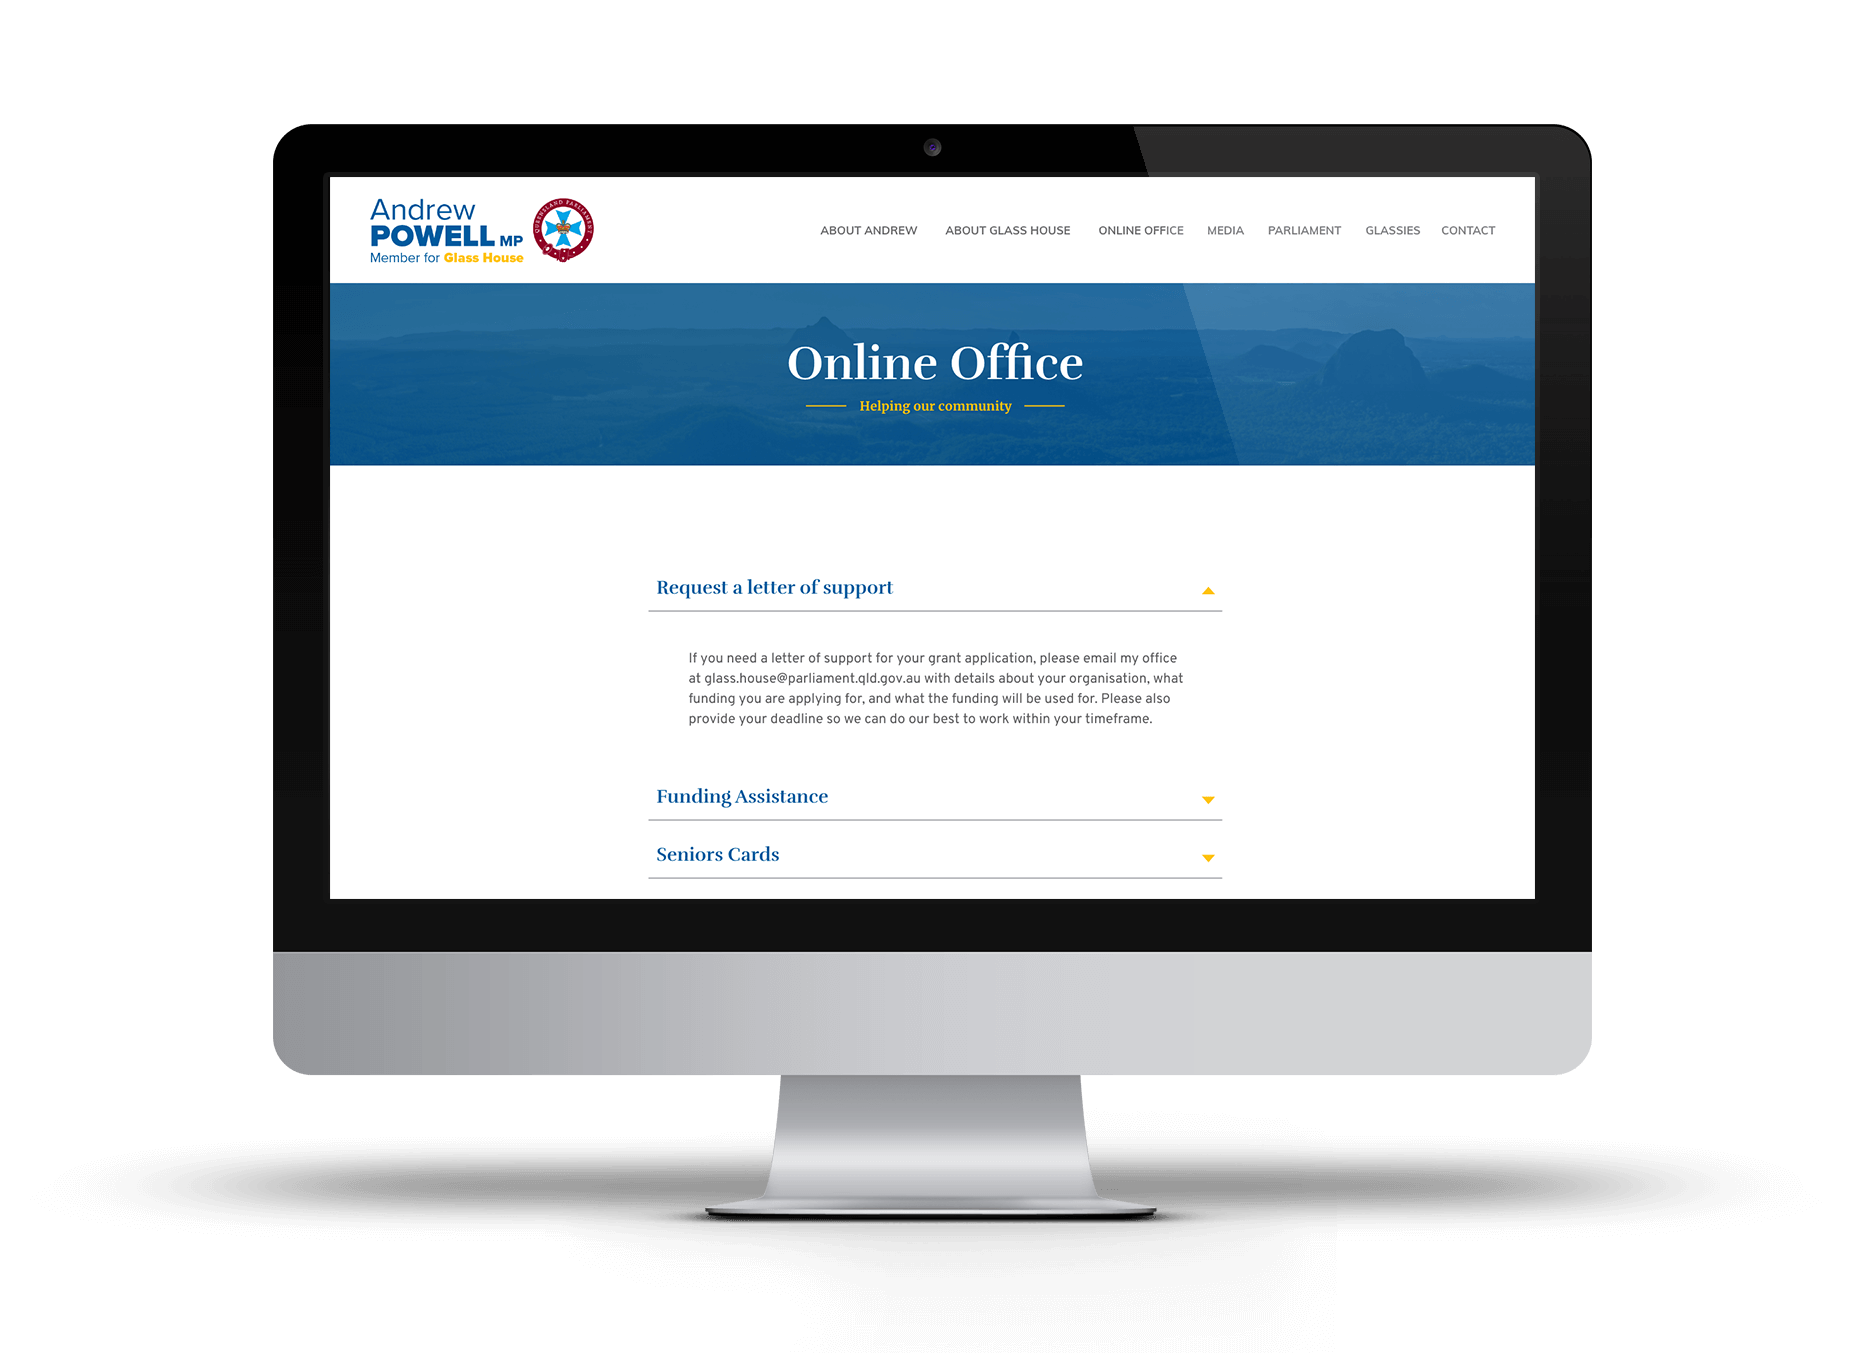 Andrew
POWELL MP
Member for Glass House
QUEENSLAND PARLIAMENT
ABOUT ANDREW ABOUT GLASS HOUSE ONLINE OFFICE MEDIA PARLIAMENT GLASSIES CONTACT
Online Office
Helping our community
Request a letter of support
If you need a letter of support for your grant application, please email my office
at glass.house@parliament.qld.gov.au with details about your organisation, what
funding you are applying for, and what the funding will be used for. Please also
provide your deadline so we can do our best to work within your timeframe.
Funding Assistance
Seniors Cards